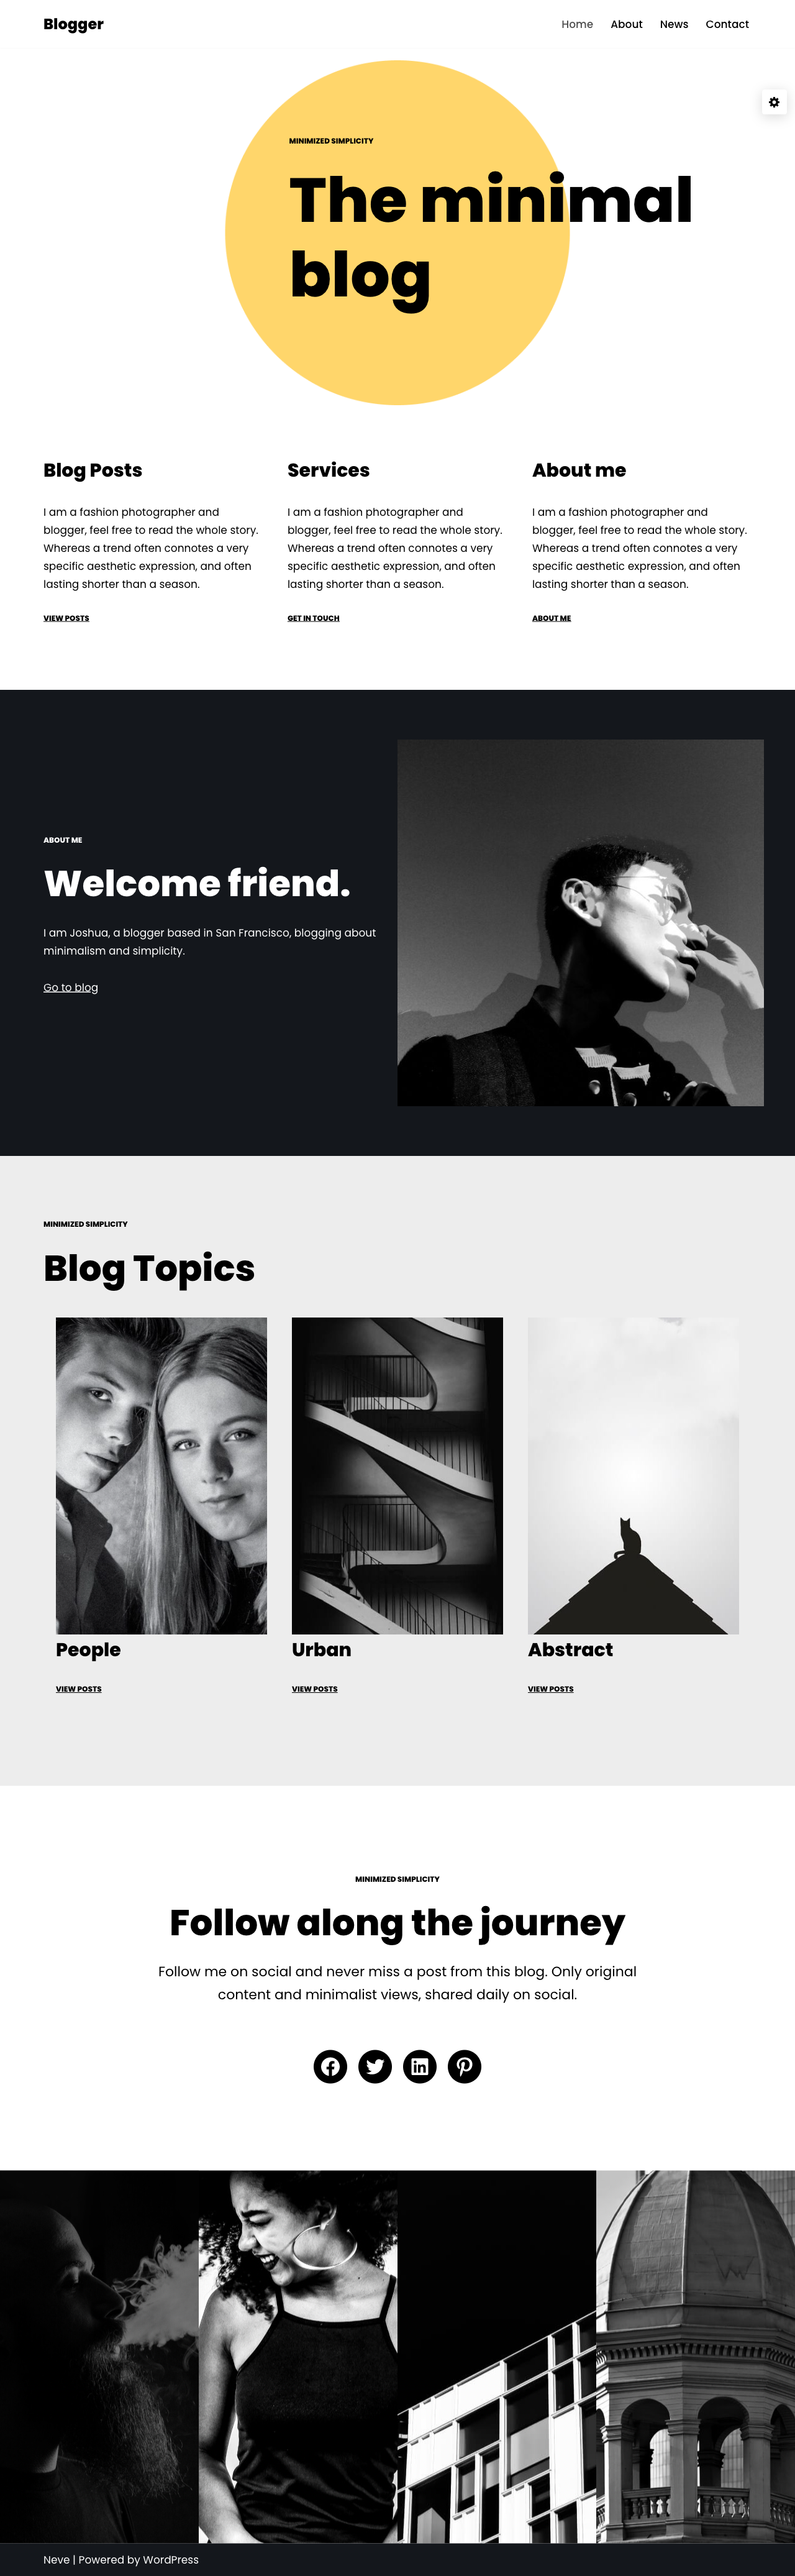 Blogger
Home About News Contact
MINIMIZED SIMPLICITY
The minimal
blog
Blog Posts
I am a fashion photographer and
blogger, feel free to read the whole story.
Whereas a trend often connotes a very
specific aesthetic expression, and often
lasting shorter than a season.
VIEW POSTS
Services
I am a fashion photographer and
blogger, feel free to read the whole story.
Whereas a trend often connotes a very
specific aesthetic expression, and often
lasting shorter than a season.
GET IN TOUCH
About me
I am a fashion photographer and
blogger, feel free to read the whole story.
Whereas a trend often connotes a very
specific aesthetic expression, and often
lasting shorter than a season.
ABOUT ME
ABOUT ME
Welcome friend.
I am Joshua, a blogger based in San Francisco, blogging about
minimalism and simplicity.
Go to blog
MINIMIZED SIMPLICITY
Blog Topics
People
VIEW POSTS
Urban
VIEW POSTS
Abstract
VIEW POSTS
MINIMIZED SIMPLICITY
Follow along the journey
Follow me on social and never miss a post from this blog. Only original
content and minimalist views, shared daily on social.
Neve | Powered by WordPress